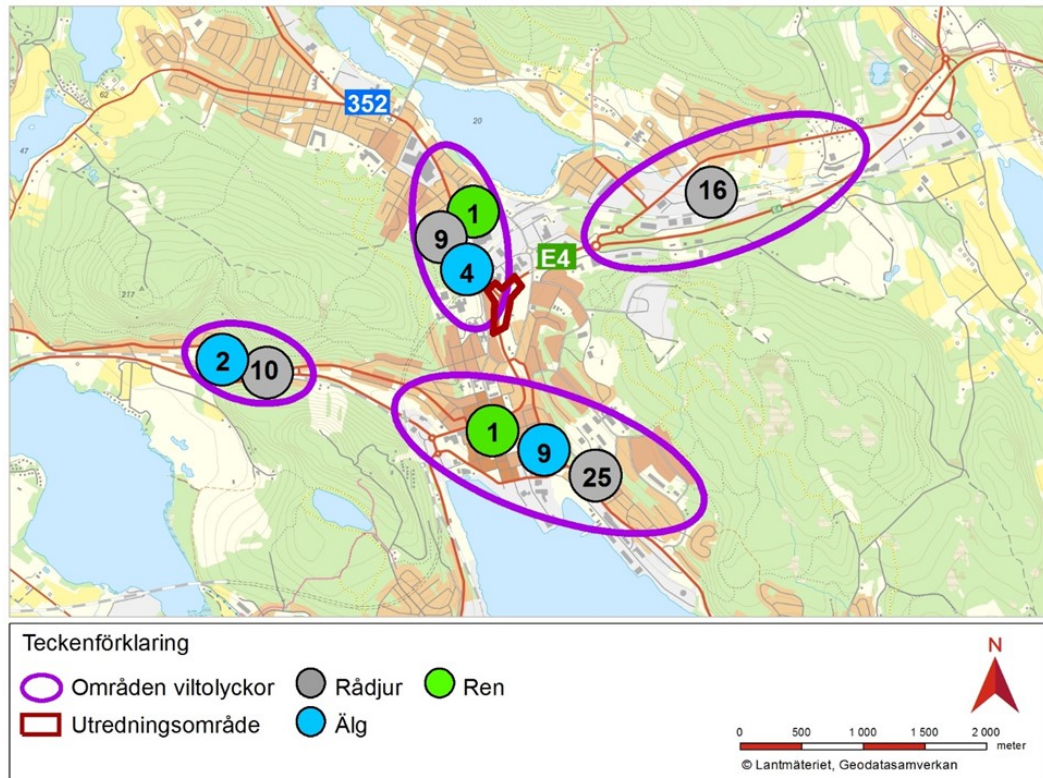 62
352
20
47
52
16
1
9
4
E4
217
2
10
1
9
25
Teckenförklaring
Områden viltolyckor
Rådjur
Ren
Utredningsområde
Älg
N
0 500 1 000 1 500 2 000
meter
© Lantmäteriet, Geodatasamverkan